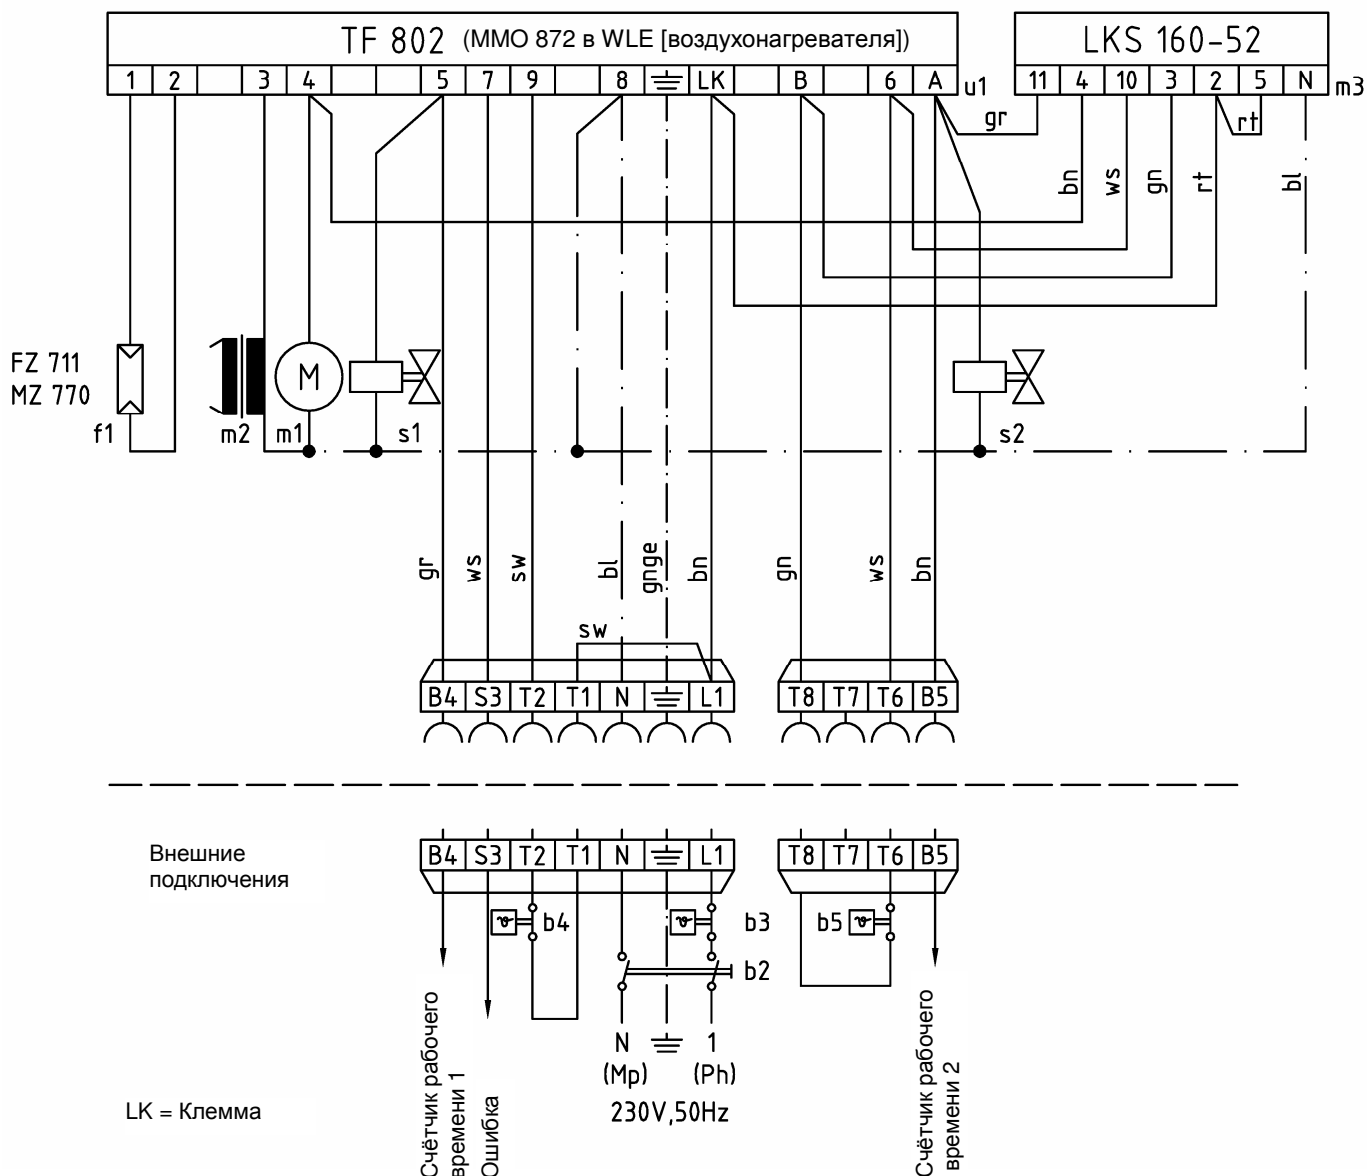 TF 802 (MMO 872 в WLE [воздухонагревателя])
LKS 160-52
1 2 3 4 5 7 9 8 LK B 6 A u1
11 4 10 3 2 5 N m3
gr
rt
bn ws gn rt bl
FZ 711
MZ 770
f1 m2 m1 M s1 s2
gr ws sw bl gnge bn gn ws bn
sw
B4 S3 T2 T1 N L1
T8 T7 T6 B5
Внешние
подключения
B4 S3 T2 T1 N L1
T8 T7 T6 B5
b4 b3 b5
b2
N 1
(Mp) (Ph)
230V,50Hz
Счётчик рабочего
времени 1
Ошибка
Счётчик рабочего
времени 2
LK = Клемма